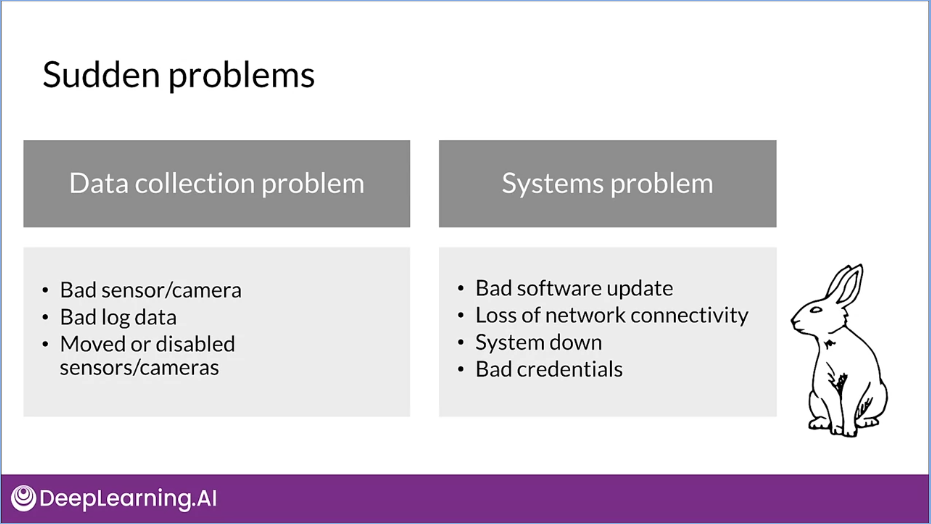 Sudden problems
Data collection problem
• Bad sensor/camera
• Bad log data
• Moved or disabled
sensors/cameras
Systems problem
• Bad software update
• Loss of network connectivity
• System down
• Bad credentials
DeepLearning.AI